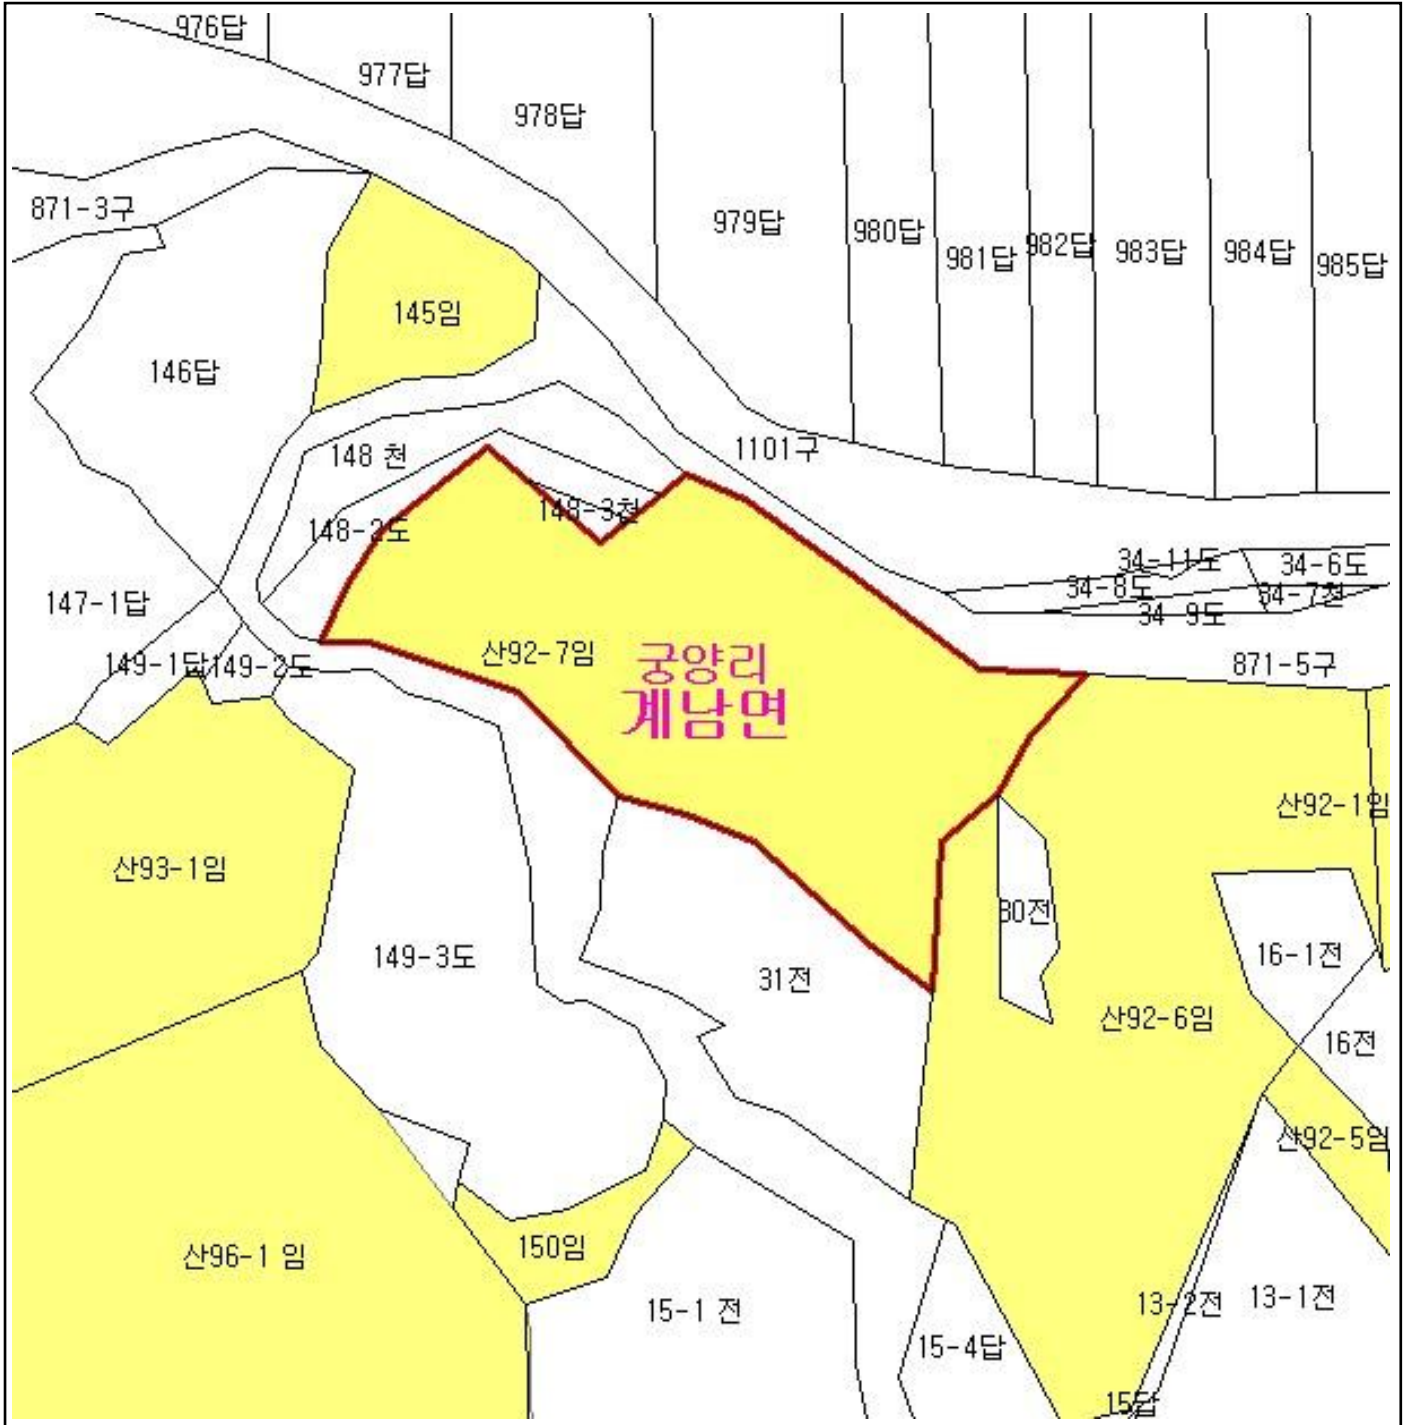 976답
977답
978답
871-3구
979답
980답
981답
982답
983답
984답
985답
145임
146답
148 천
1101구
148-3천
148-2도
34-11도
34-6도
34-8도
34-7천
34-9도
147-1답
149-1답
149-2도
산92-7임
궁양리
계남면
871-5구
산92-1임
산93-1임
30전
149-3도
31전
16-1전
산92-6임
16전
산92-5임
산96-1 임
150임
15-1 전
13-2전
13-1전
15-4답
15답